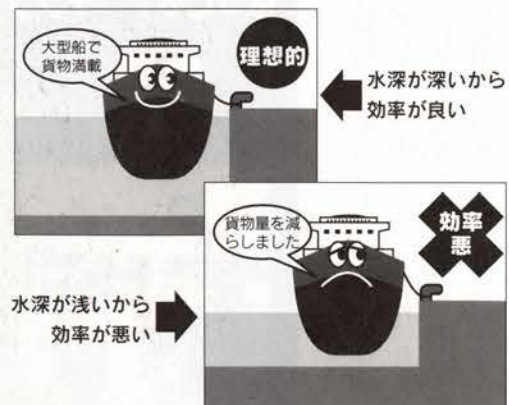 大型船で
貨物満載
理想的
水深が深いから
効率が良い
貨物量を減
らしました
効率
悪
水深が浅いから
効率が悪い